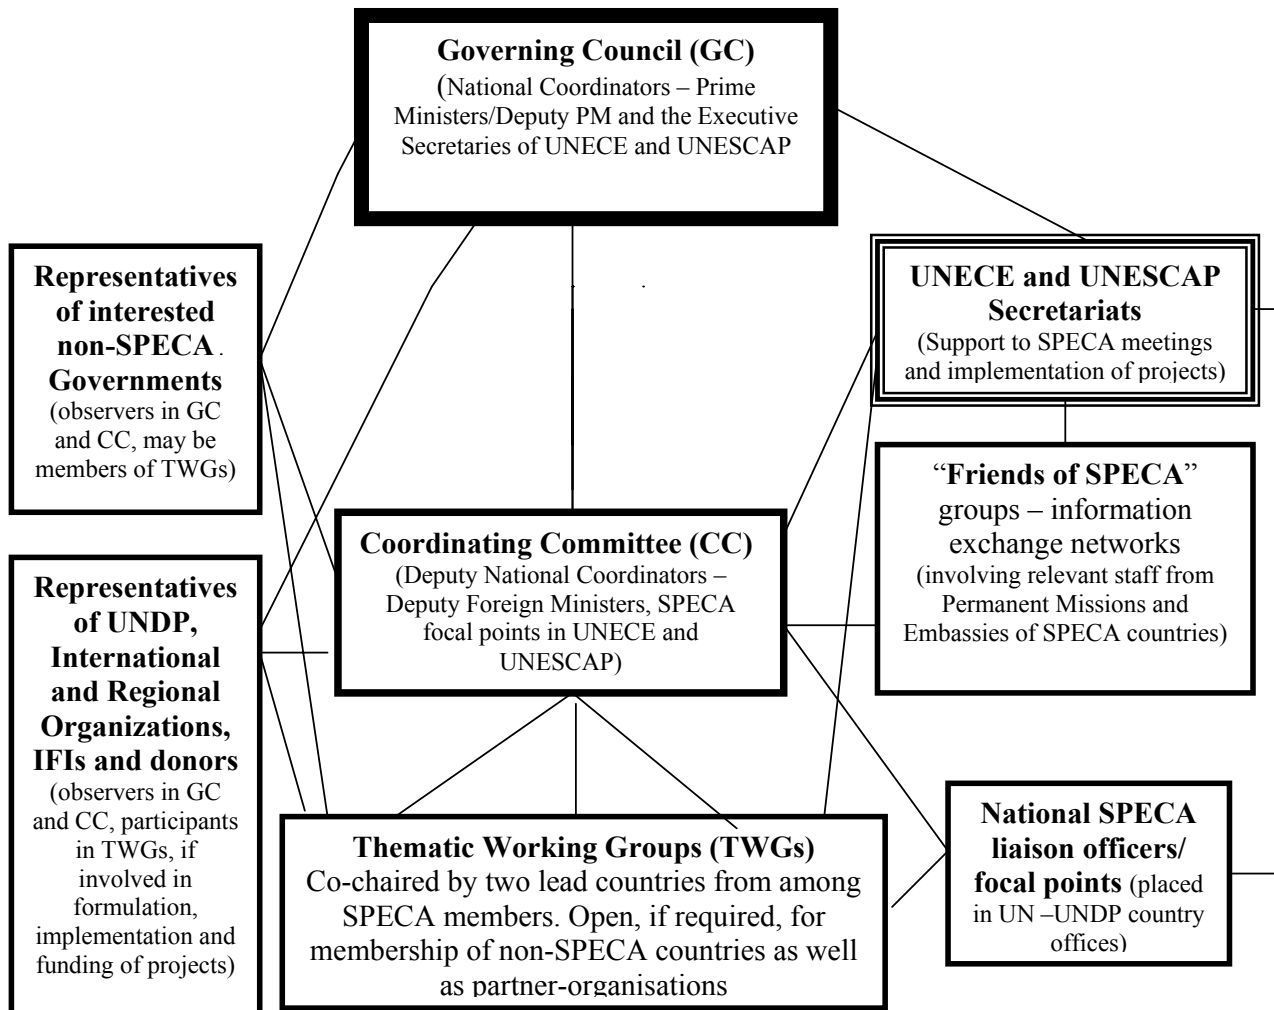 Governing Council (GC)
(National Coordinators – Prime
Ministers/Deputy PM and the Executive
Secretaries of UNECE and UNESCAP
Representatives
of interested
non-SPECA .
Governments
(observers in GC
and CC, may be
members of TWGs)
UNECE and UNESCAP
Secretariats
(Support to SPECA meetings
and implementation of projects)
“Friends of SPECA”
groups – information
exchange networks
(involving relevant staff from
Permanent Missions and
Embassies of SPECA countries)
Coordinating Committee (CC)
(Deputy National Coordinators –
Deputy Foreign Ministers, SPECA
focal points in UNECE and
UNESCAP)
Representatives
of UNDP,
International
and Regional
Organizations,
IFIs and donors
(observers in GC
and CC, participants
in TWGs, if
involved in
formulation,
implementation and
funding of projects)
Thematic Working Groups (TWGs)
Co-chaired by two lead countries from among
SPECA members. Open, if required, for
membership of non-SPECA countries as well
as partner-organisations
National SPECA
liaison officers/
focal points (placed
in UN –UNDP country
offices)